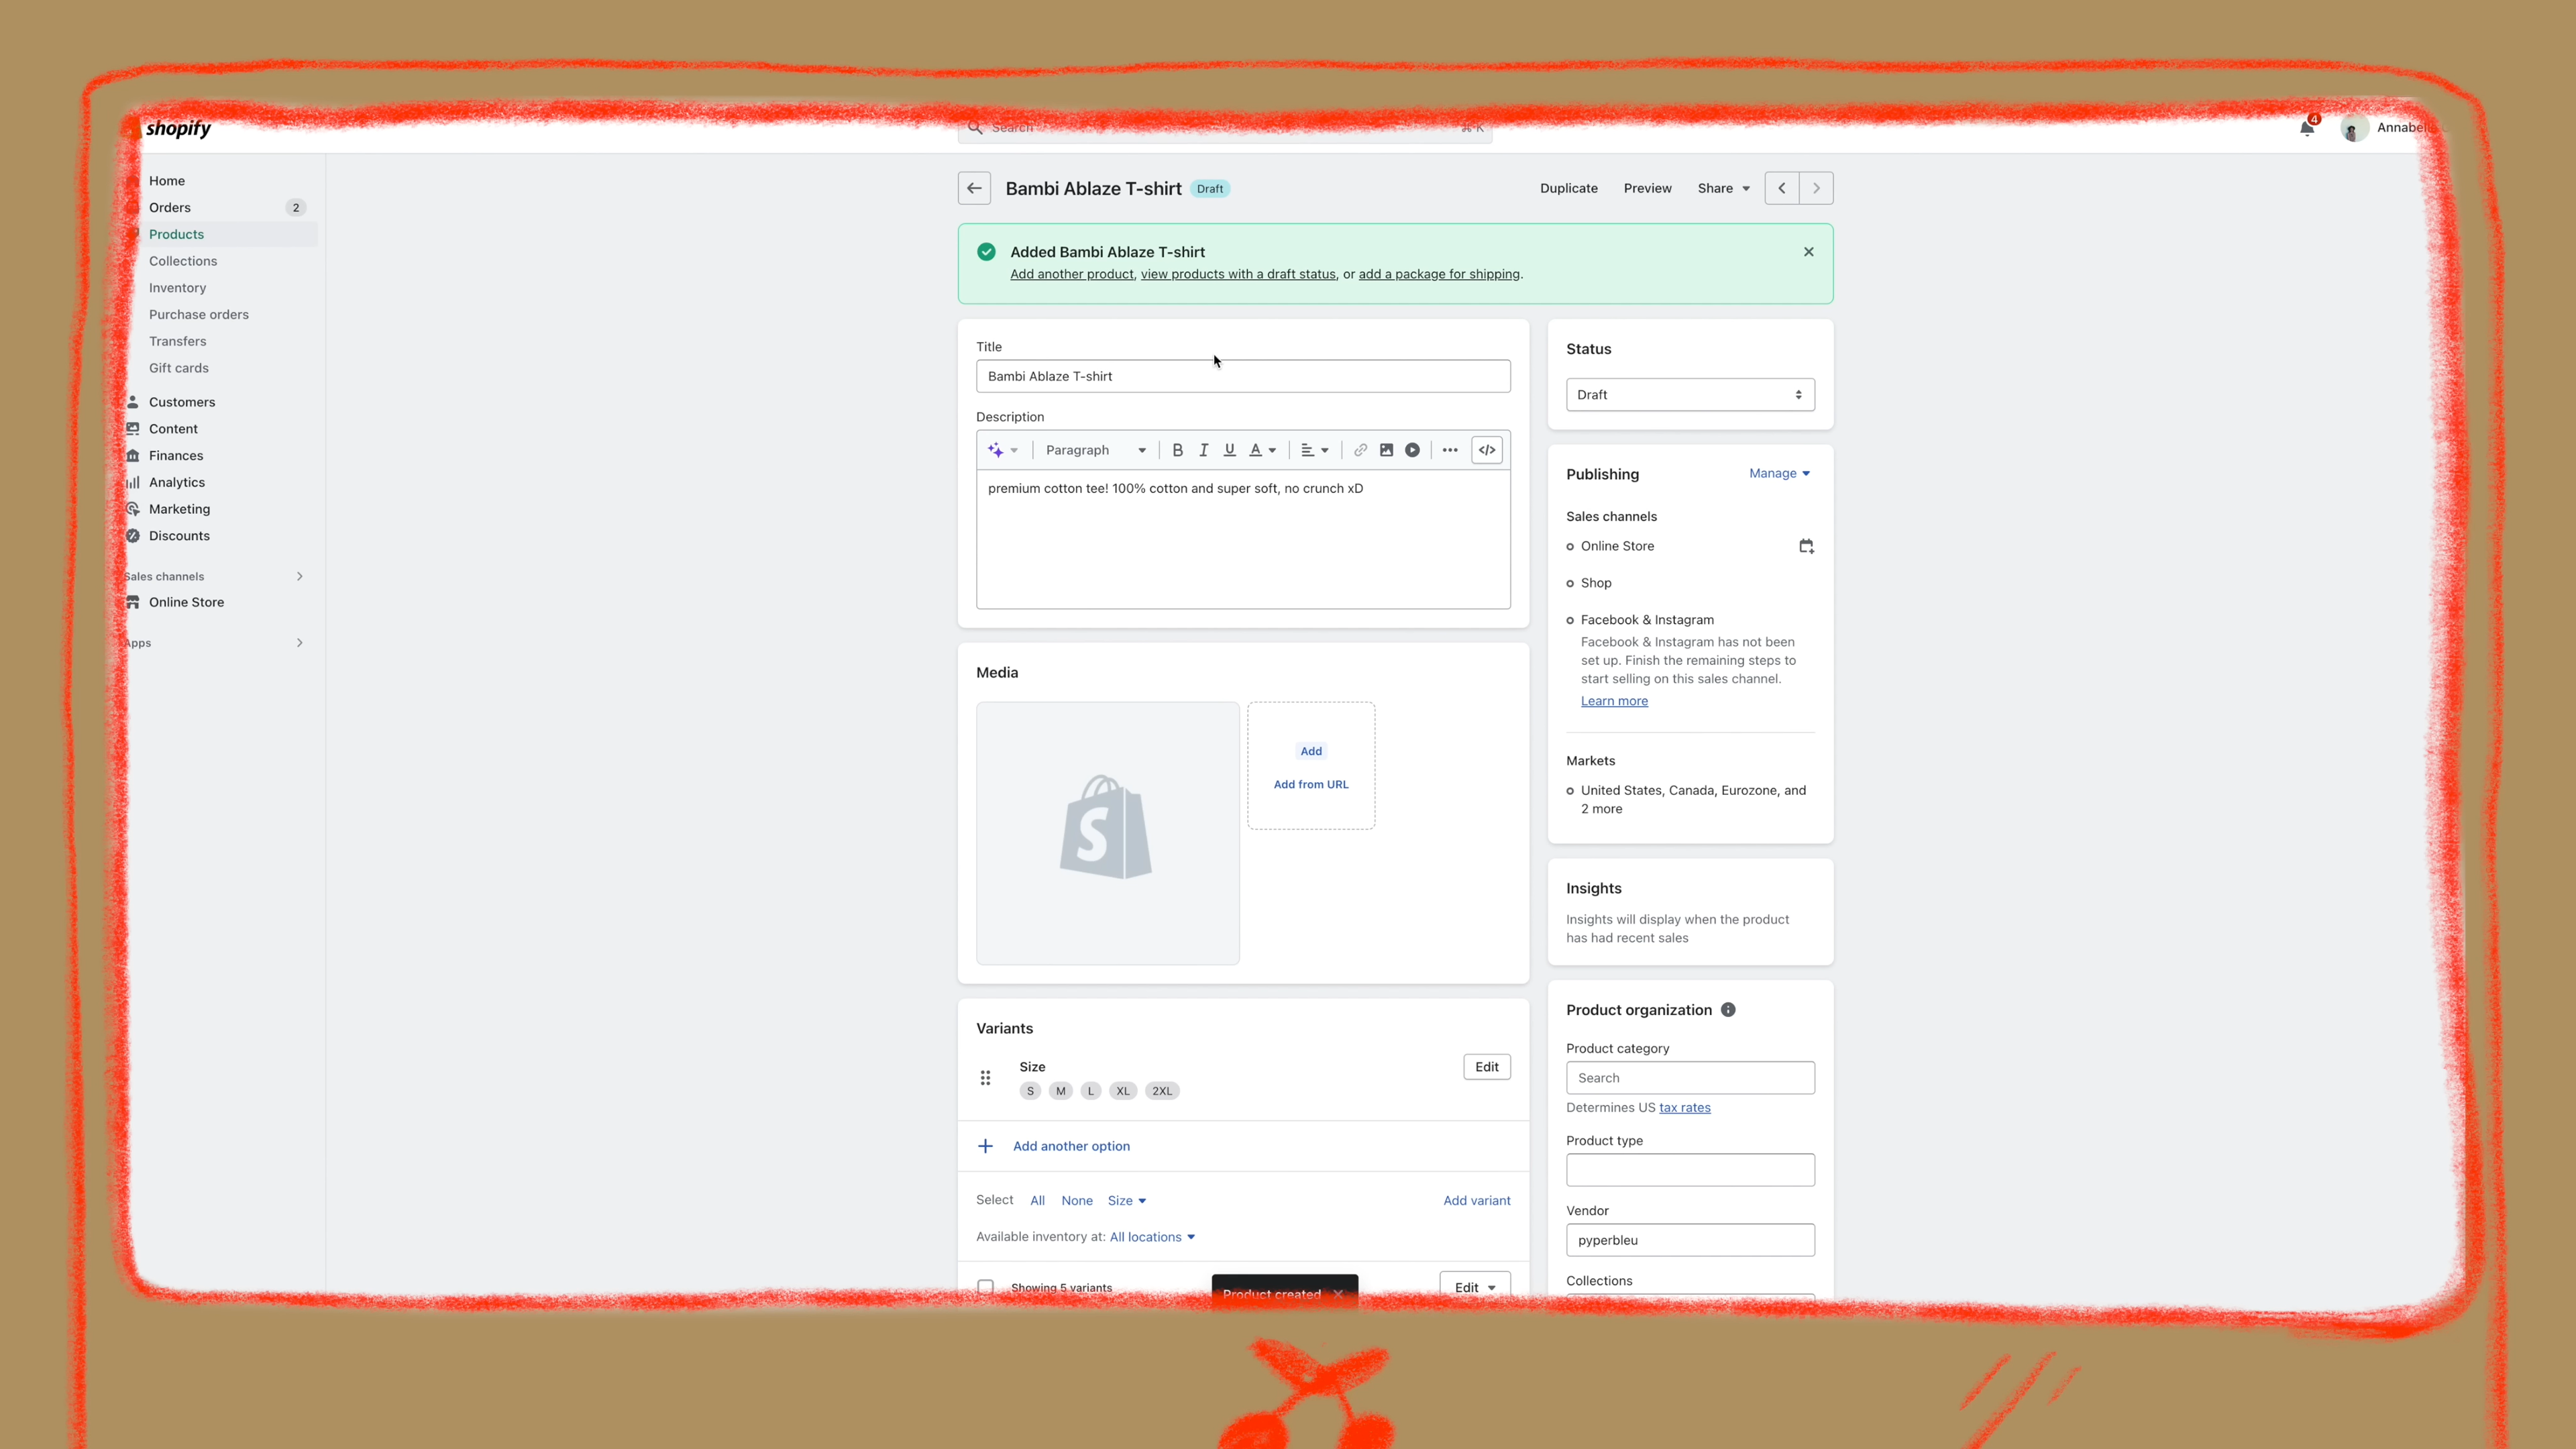 shopify
Search
⌘ K
4
Home
Orders 2
Products
Collections
Inventory
Purchase orders
Transfers
Gift cards
Customers
Content
Finances
Analytics
Marketing
Discounts
Sales channels
Online Store
Apps
Bambi Ablaze T-shirt Draft
Duplicate Preview Share
Added Bambi Ablaze T-shirt
Add another product, view products with a draft status, or add a package for shipping.
Title
Bambi Ablaze T-shirt
Description
Paragraph B I U A </>
premium cotton tee! 100% cotton and super soft, no crunch xD
Media
Add
Add from URL
Variants
Size
Edit
S M L XL 2XL
Add another option
Select All None Size Add variant
Available inventory at: All locations
Showing 5 variants
Edit
Product created
Status
Draft
Publishing Manage
Sales channels
Online Store
Shop
Facebook & Instagram
Facebook & Instagram has not been
set up. Finish the remaining steps to
start selling on this sales channel.
Learn more
Markets
United States, Canada, Eurozone, and
2 more
Insights
Insights will display when the product
has had recent sales
Product organization
Product category
Search
Determines US tax rates
Product type
Vendor
pyperbleu
Collections